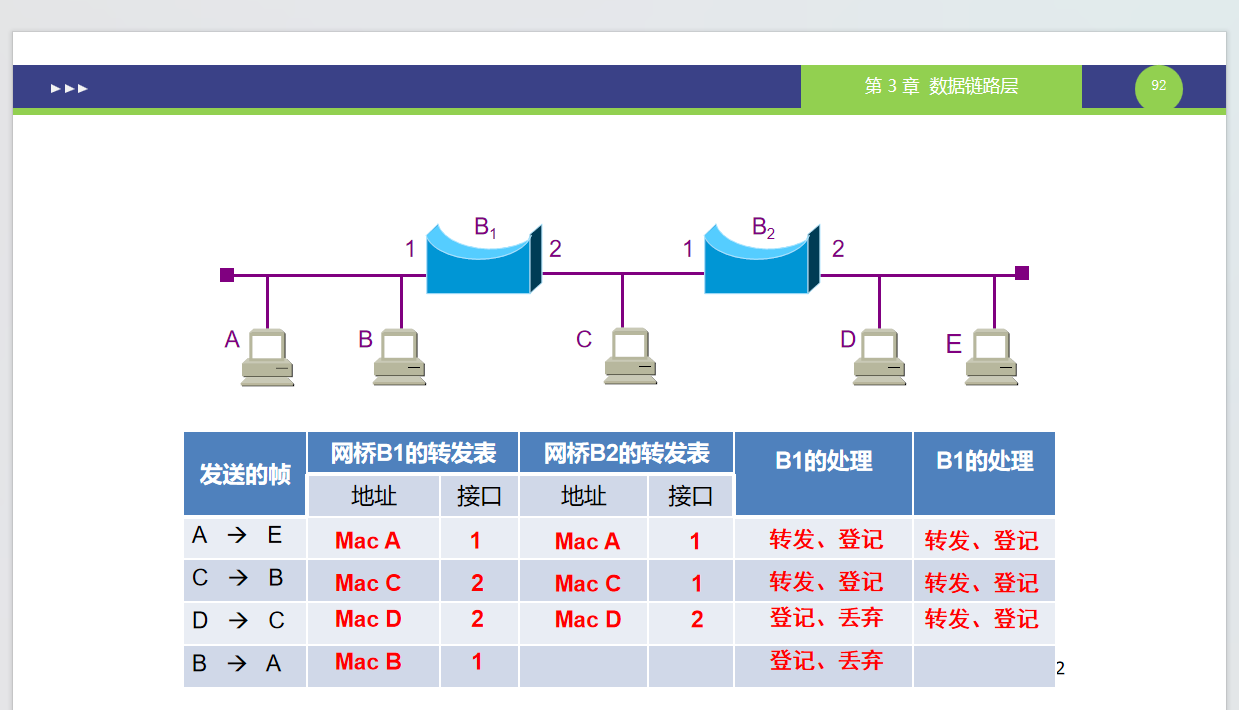 ▶▶▶ 第 3 章 数据链路层 92
B1 B2
1 2 1 2
A B C D E
发送的帧 网桥B1的转发表 网桥B2的转发表 B1的处理 B1的处理
地址 接口 地址 接口
A → E Mac A 1 Mac A 1 转发、登记 转发、登记
C → B Mac C 2 Mac C 1 转发、登记 转发、登记
D → C Mac D 2 Mac D 2 登记、丢弃 转发、登记
B → A Mac B 1 登记、丢弃
2